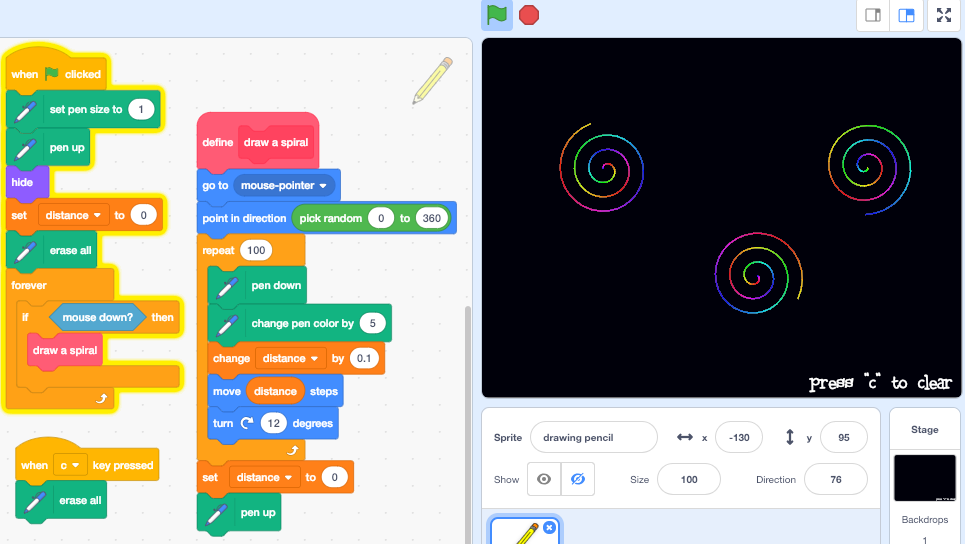 when clicked
set pen size to 1
pen up
hide
set distance to 0
erase all
forever
if mouse down? then
draw a spiral
when c key pressed
erase all
define draw a spiral
go to mouse-pointer
point in direction pick random 0 to 360
repeat 100
pen down
change pen color by 5
change distance by 0.1
move distance steps
turn 12 degrees
set distance to 0
pen up
press "c" to clear
Sprite drawing pencil x -130 y 95
Show Size 100 Direction 76
Stage
Backdrops
1